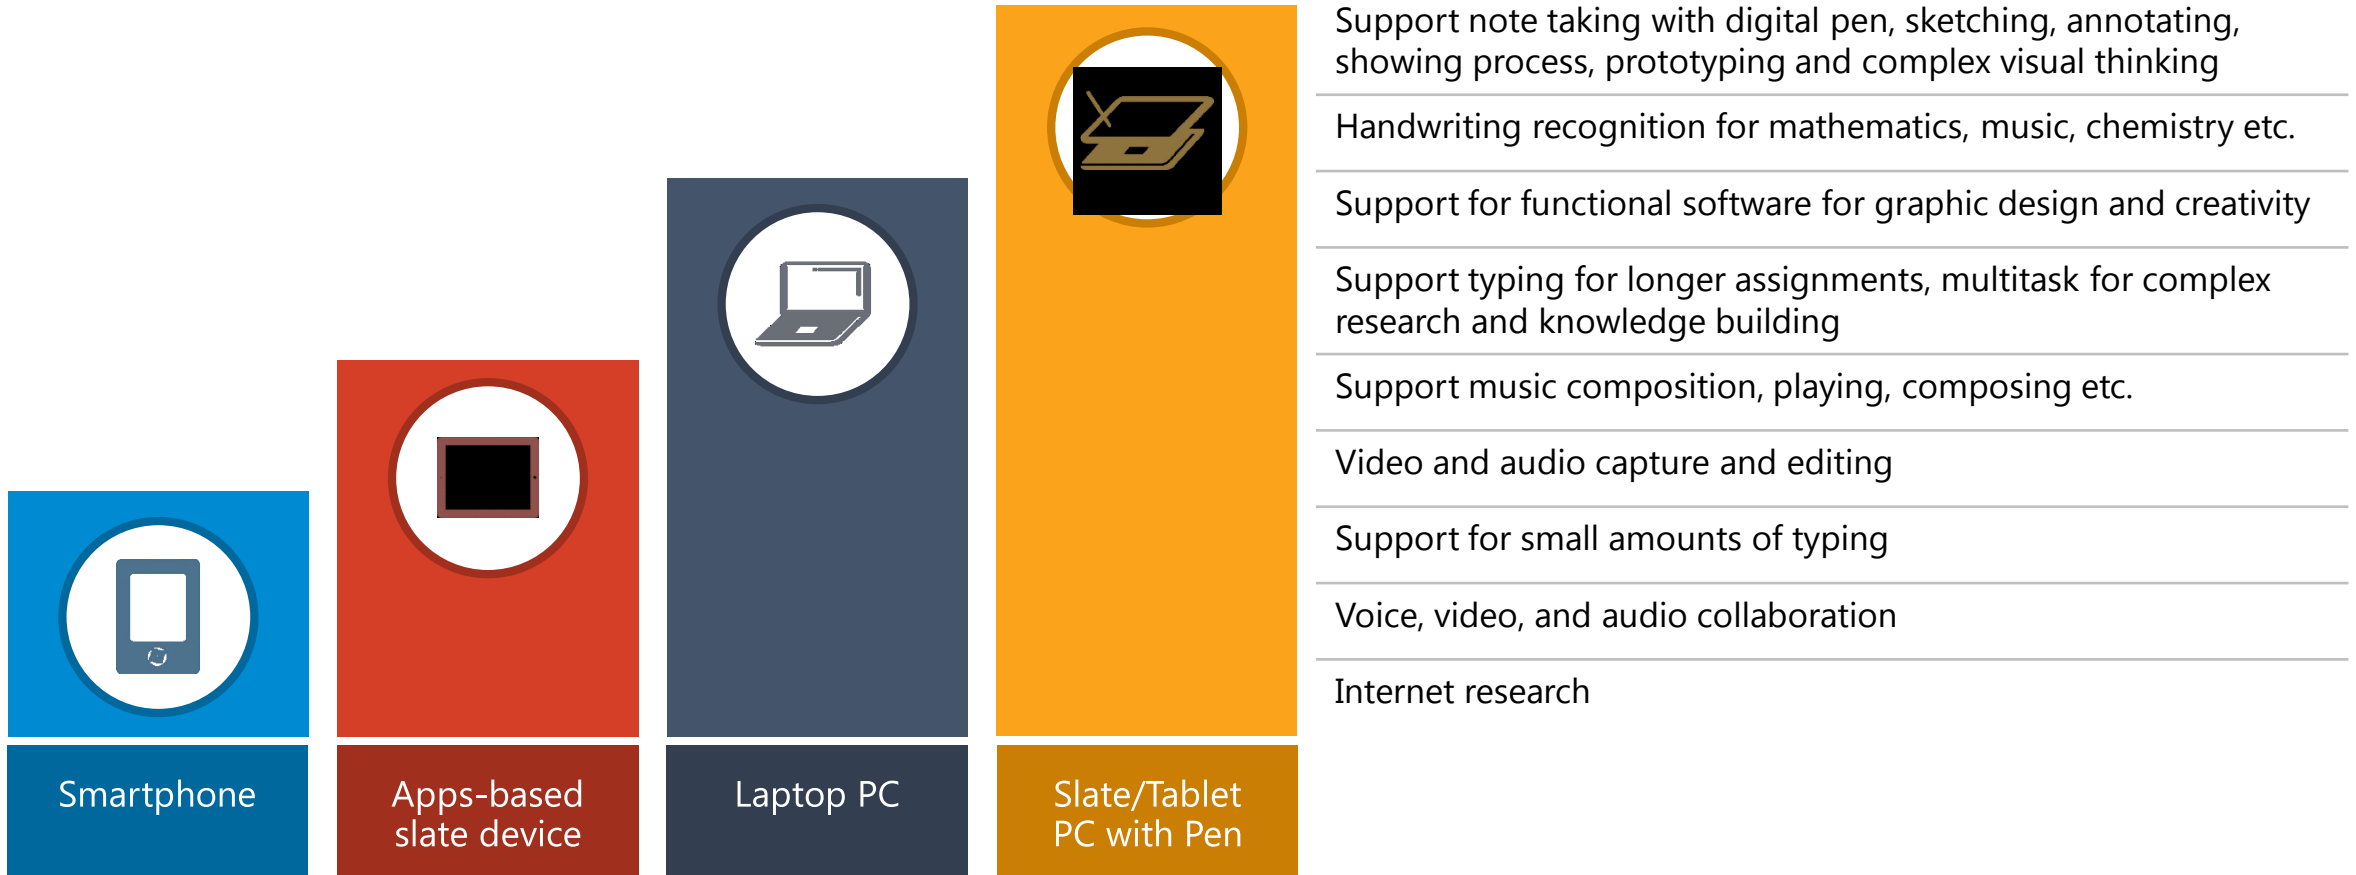 Support note taking with digital pen, sketching, annotating,
showing process, prototyping and complex visual thinking
Handwriting recognition for mathematics, music, chemistry etc.
Support for functional software for graphic design and creativity
Support typing for longer assignments, multitask for complex
research and knowledge building
Support music composition, playing, composing etc.
Video and audio capture and editing
Support for small amounts of typing
Voice, video, and audio collaboration
Internet research
Smartphone
Apps-based
slate device
Laptop PC
Slate/Tablet
PC with Pen